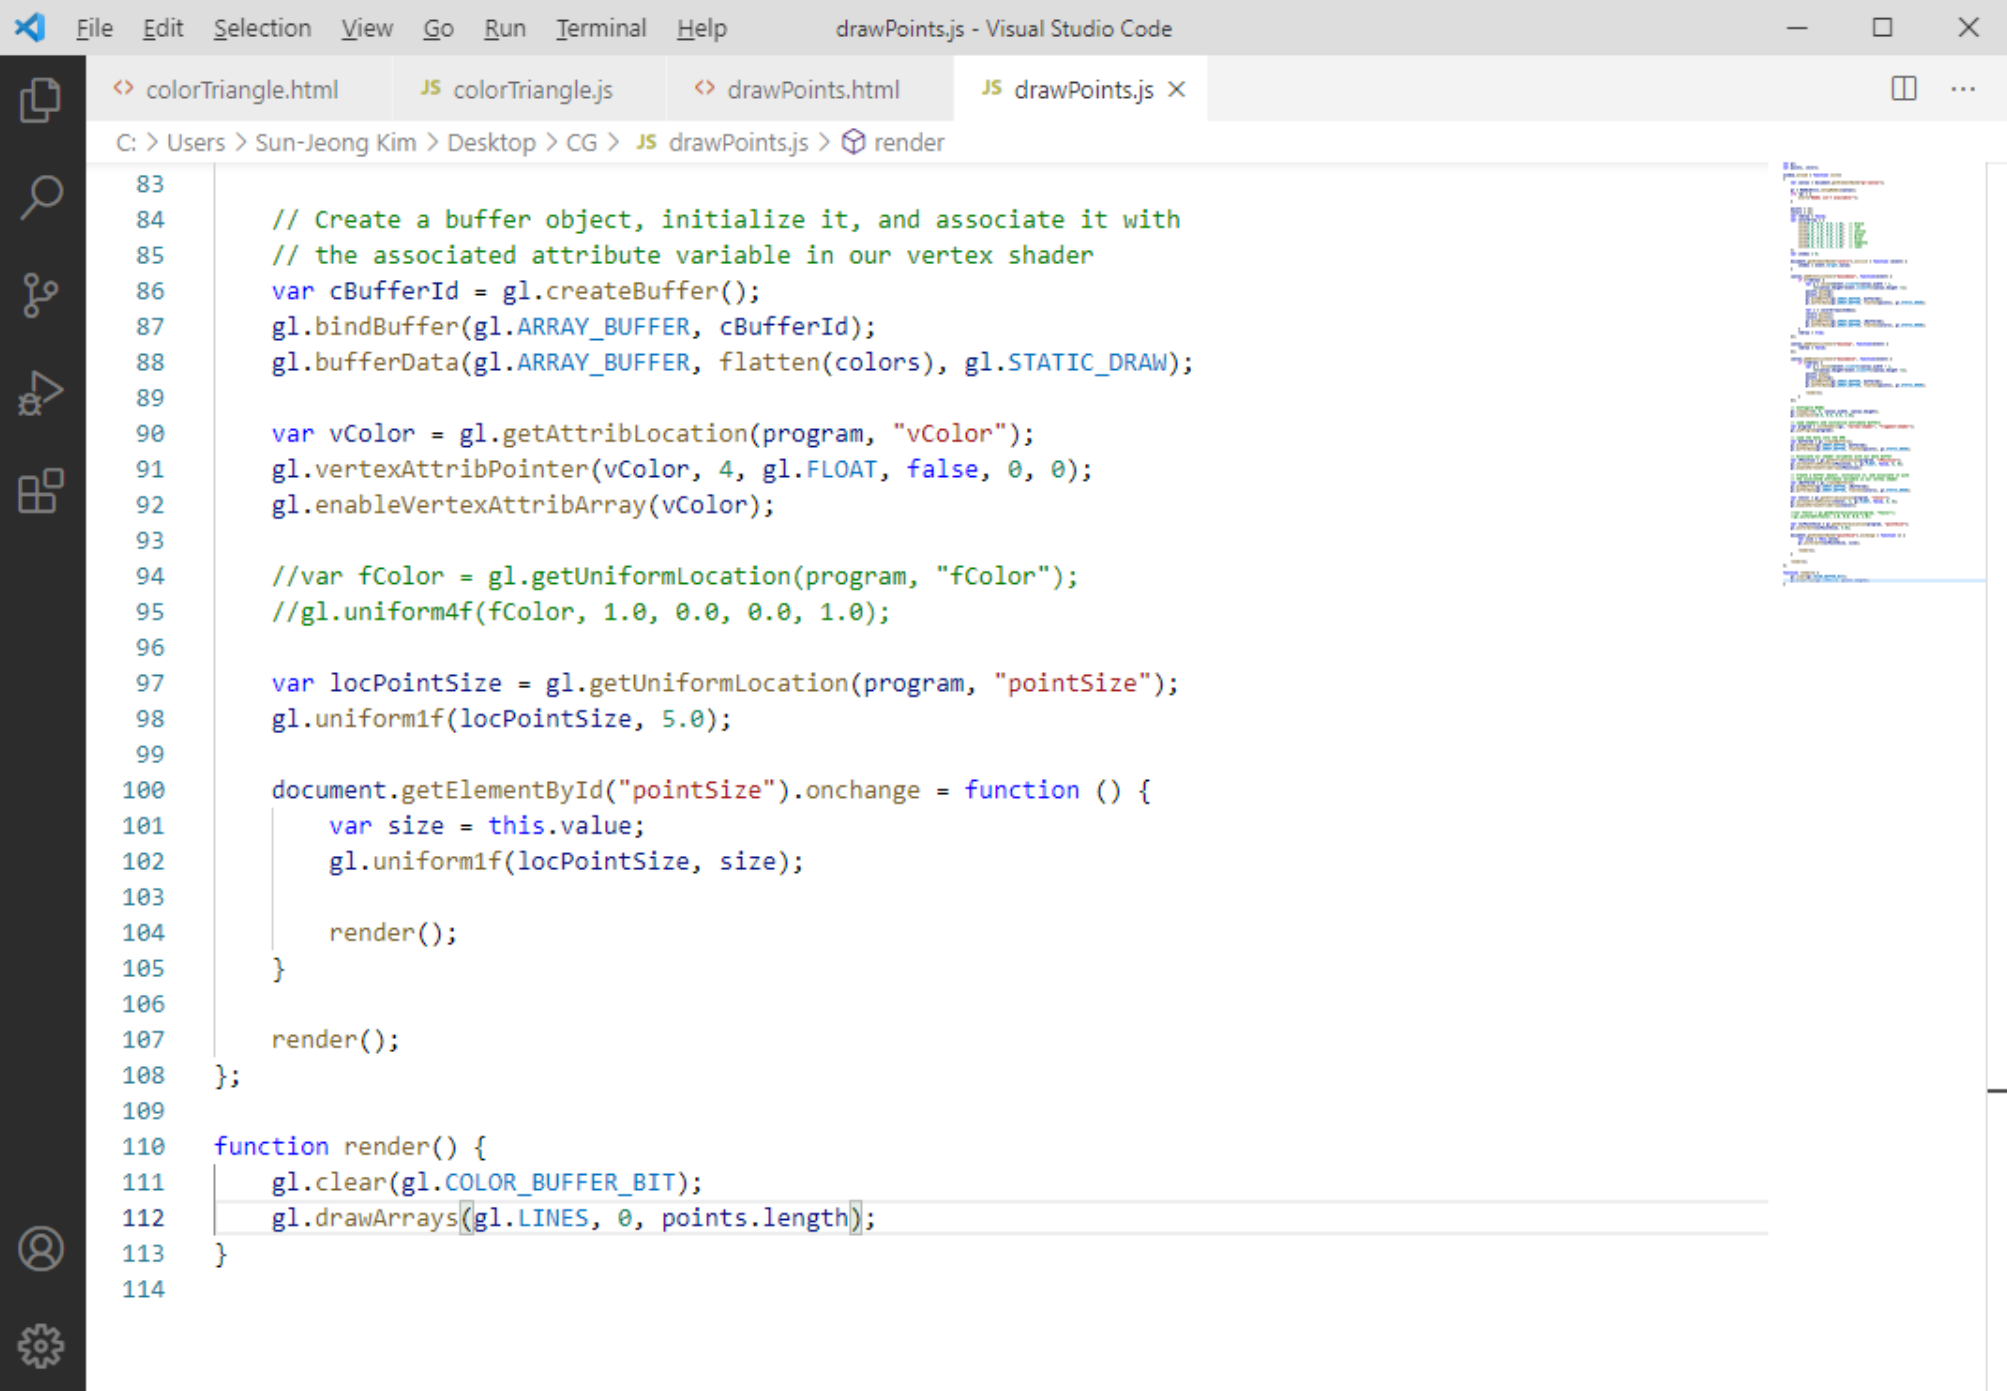 File Edit Selection View Go Run Terminal Help drawPoints.js - Visual Studio Code
<> colorTriangle.html JS colorTriangle.js <> drawPoints.html JS drawPoints.js
C: > Users > Sun-Jeong Kim > Desktop > CG > JS drawPoints.js > render
83
84 // Create a buffer object, initialize it, and associate it with
85 // the associated attribute variable in our vertex shader
86 var cBufferId = gl.createBuffer();
87 gl.bindBuffer(gl.ARRAY_BUFFER, cBufferId);
88 gl.bufferData(gl.ARRAY_BUFFER, flatten(colors), gl.STATIC_DRAW);
89
90 var vColor = gl.getAttribLocation(program, "vColor");
91 gl.vertexAttribPointer(vColor, 4, gl.FLOAT, false, 0, 0);
92 gl.enableVertexAttribArray(vColor);
93
94 //var fColor = gl.getUniformLocation(program, "fColor");
95 //gl.uniform4f(fColor, 1.0, 0.0, 0.0, 1.0);
96
97 var locPointSize = gl.getUniformLocation(program, "pointSize");
98 gl.uniform1f(locPointSize, 5.0);
99
100 document.getElementById("pointSize").onchange = function () {
101 var size = this.value;
102 gl.uniform1f(locPointSize, size);
103
104 render();
105 }
106
107 render();
108 };
109
110 function render() {
111 gl.clear(gl.COLOR_BUFFER_BIT);
112 gl.drawArrays(gl.LINES, 0, points.length);
113 }
114